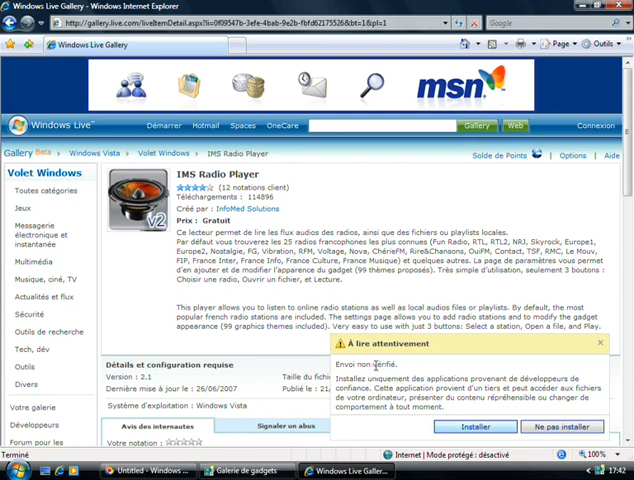 Windows Live Gallery - Windows Internet Explorer
http://gallery.live.com/liveItemDetail.aspx?li=0f09547b-3efe-4bab-9e2b-fbfd62175526&bt=1&pl=1
Google
Windows Live Gallery
Page
Outils
msn
Windows Live™
Démarrer
Hotmail
Spaces
OneCare
Gallery
Web
Connexion
Gallery Beta
Windows Vista
Volet Windows
IMS Radio Player
Solde de Points
Options
Aide
Volet Windows
Toutes catégories
Jeux
Messagerie
électronique et
instantanée
Multimédia
Musique, ciné, TV
Actualités et flux
Sécurité
Outils de recherche
Tech, dév
Outils
Divers
Votre galerie
Développeurs
Forum pour les
v2
IMS Radio Player
(12 notations client)
Téléchargements : 114896
Créé par : InfoMed Solutions
Prix : Gratuit
Ce lecteur permet de lire les flux audios des radios, ainsi que des fichiers ou playlists locales.
Par défaut vous trouverez les 25 radios francophones les plus connues (Fun Radio, RTL, RTL2, NRJ, Skyrock, Europe1,
Europe2, Nostalgie, FG, Vibration, RFM, Voltage, Nova, ChérieFM, Rire&Chansons, OuiFM, Contact, TSF, RMC, Le Mouv,
FIP, France Inter, France Info, France Culture, France Musique) et quelques autres. La page de paramètres vous permet
d'en ajouter et de modifier l'apparence du gadget (99 thèmes proposés). Très simple d'utilisation, seulement 3 boutons :
Choisir une radio, Ouvrir un fichier, et Lecture.
This player allows you to listen to online radio stations as well as local audio files or playlists. By default, the most
popular french radio stations are included. The settings page allows you to add radio stations and to modify the gadget
appearance (99 graphics themes included). Very easy to use with just 3 buttons: Select a station, Open a file, and Play.
Détails et configuration requise
Version : 2.1
Taille du fichi
Dernière mise à jour : 26/06/2007
Publié le : 21/
Système d'exploitation : Windows Vista
Avis des internautes
Signaler un abus
Votre notation :
À lire attentivement
Envoi non vérifié.
Installez uniquement des applications provenant de développeurs de
confiance. Cette application provient d'un tiers et peut accéder aux fichiers
de votre ordinateur, présenter du contenu répréhensible ou changer de
comportement à tout moment.
Installer
Ne pas installer
Terminé
Internet | Mode protégé : désactivé
100%
Untitled - Windows ...
Galerie de gadgets
Windows Live Galler...
17:42